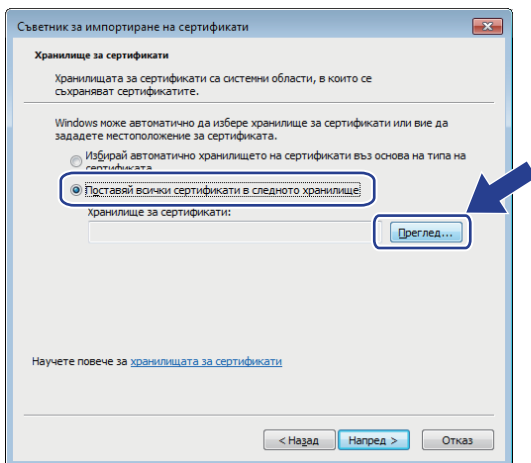 Съветник за импортиране на сертификати
Хранилище за сертификати
Хранилищата за сертификати са системни области, в които се
съхраняват сертификатите.
Windows може автоматично да избере хранилище за сертификати или вие да
зададете местоположение за сертификата.
Избирай автоматично хранилището на сертификати въз основа на типа на
сертификата
Поставяй всички сертификати в следното хранилище
Хранилище за сертификати:
Преглед...
Научете повече за хранилищата за сертификати
< Назад Напред > Отказ